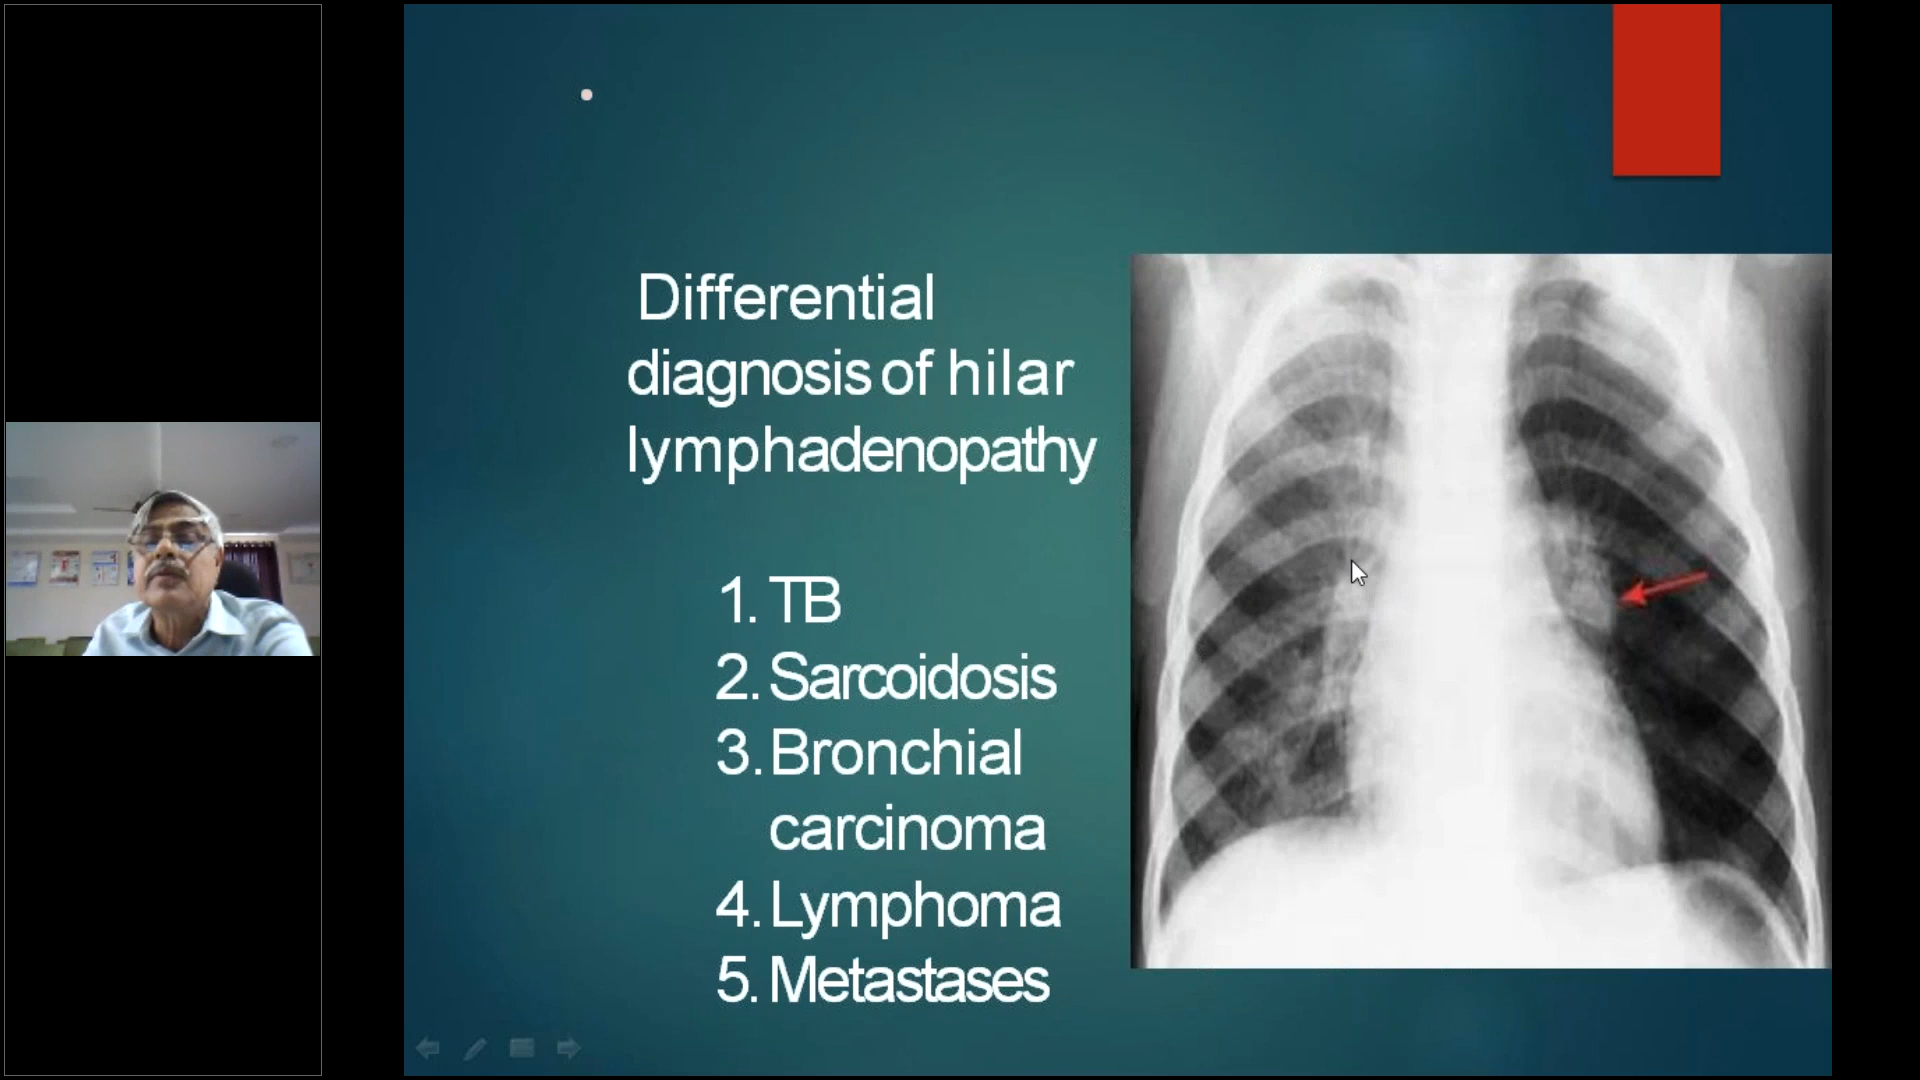 Differential
diagnosis of hilar
lymphadenopathy
1. TB
2. Sarcoidosis
3. Bronchial
carcinoma
4. Lymphoma
5. Metastases